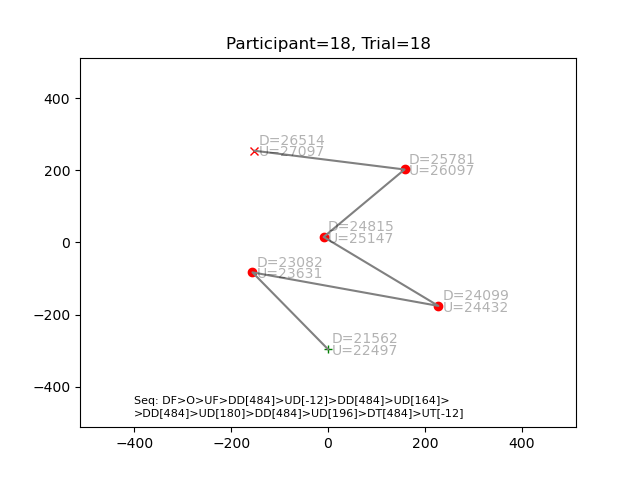 Participant=18, Trial=18
400
200
0
−200
−400
D=26514
U=27097
D=25781
U=26097
D=24815
U=25147
D=23082
U=23631
D=24099
U=24432
D=21562
U=22497
Seq: DF>O>UF>DD[484]>UD[-12]>DD[484]>UD[164]>
>DD[484]>UD[180]>DD[484]>UD[196]>DT[484]>UT[-12]
−400 −200 0 200 400